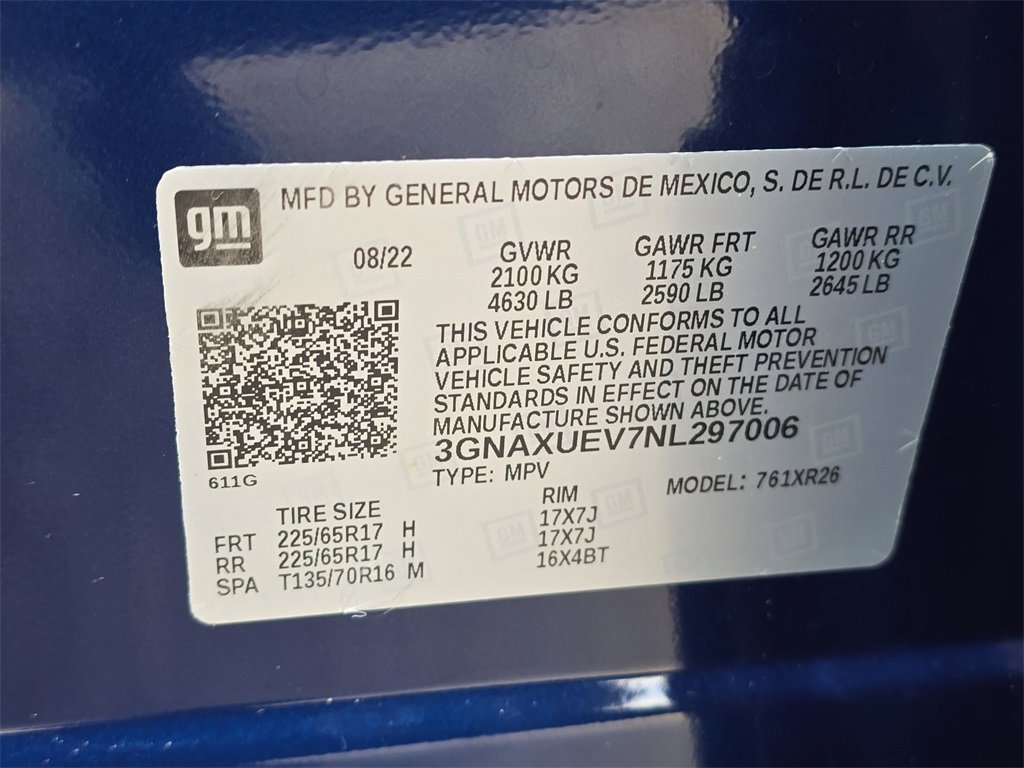 gm
MFD BY GENERAL MOTORS DE MEXICO, S. DE R.L. DE C.V.
08/22 GVWR GAWR FRT GAWR RR
2100 KG 1175 KG 1200 KG
4630 LB 2590 LB 2645 LB
THIS VEHICLE CONFORMS TO ALL
APPLICABLE U.S. FEDERAL MOTOR
VEHICLE SAFETY AND THEFT PREVENTION
STANDARDS IN EFFECT ON THE DATE OF
MANUFACTURE SHOWN ABOVE.
3GNAXUEV7NL297006
TYPE: MPV MODEL: 761XR26
611G
TIRE SIZE RIM
FRT 225/65R17 H 17X7J
RR 225/65R17 H 17X7J
SPA T135/70R16 M 16X4BT